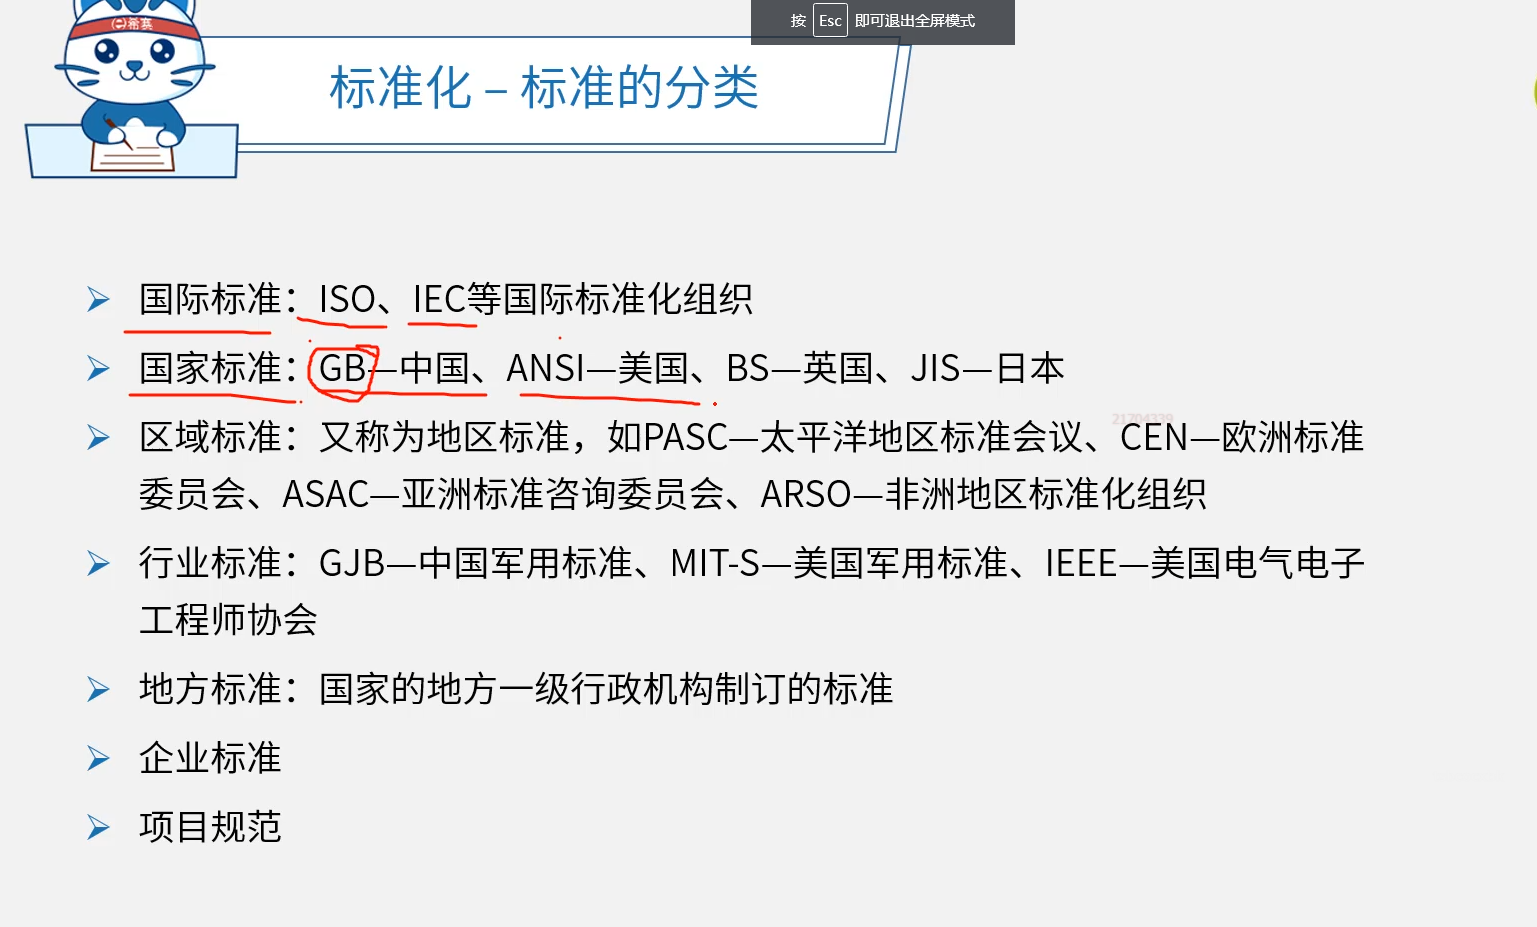 希赛
按 Esc 即可退出全屏模式
标准化 – 标准的分类
国际标准：ISO、IEC等国际标准化组织
国家标准：GB—中国、ANSI—美国、BS—英国、JIS—日本
21704339
区域标准：又称为地区标准，如PASC—太平洋地区标准会议、CEN—欧洲标准
委员会、ASAC—亚洲标准咨询委员会、ARSO—非洲地区标准化组织
行业标准：GJB—中国军用标准、MIT-S—美国军用标准、IEEE—美国电气电子
工程师协会
地方标准：国家的地方一级行政机构制订的标准
企业标准
项目规范